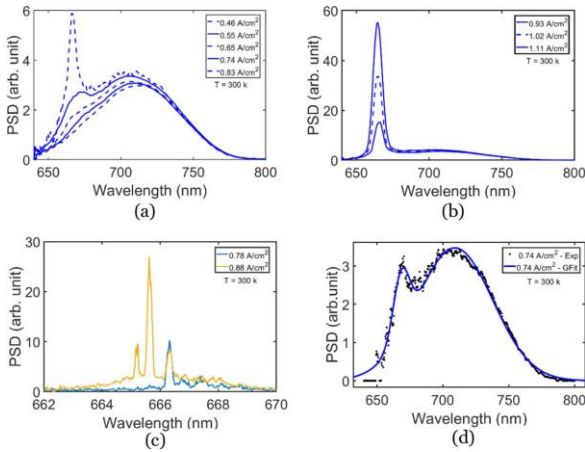 6
4
2
0
PSD (arb. unit)
650
700
750
800
Wavelength (nm)
(a)
*0.46 A/cm2
0.55 A/cm2
*0.65 A/cm2
0.74 A/cm2
*0.83 A/cm2
T = 300 k
60
40
20
0
PSD (arb. unit)
650
700
750
800
Wavelength (nm)
(b)
0.93 A/cm2
*1.02 A/cm2
1.11 A/cm2
T = 300 k
30
20
10
0
PSD (arb. unit)
662
664
666
668
670
Wavelength (nm)
(c)
0.78 A/cm2
0.88 A/cm2
T = 300 k
3
2
1
0
PSD (arb. unit)
650
700
750
800
Wavelength (nm)
(d)
0.74 A/cm2 - Exp
0.74 A/cm2 - GFit
T = 300 k